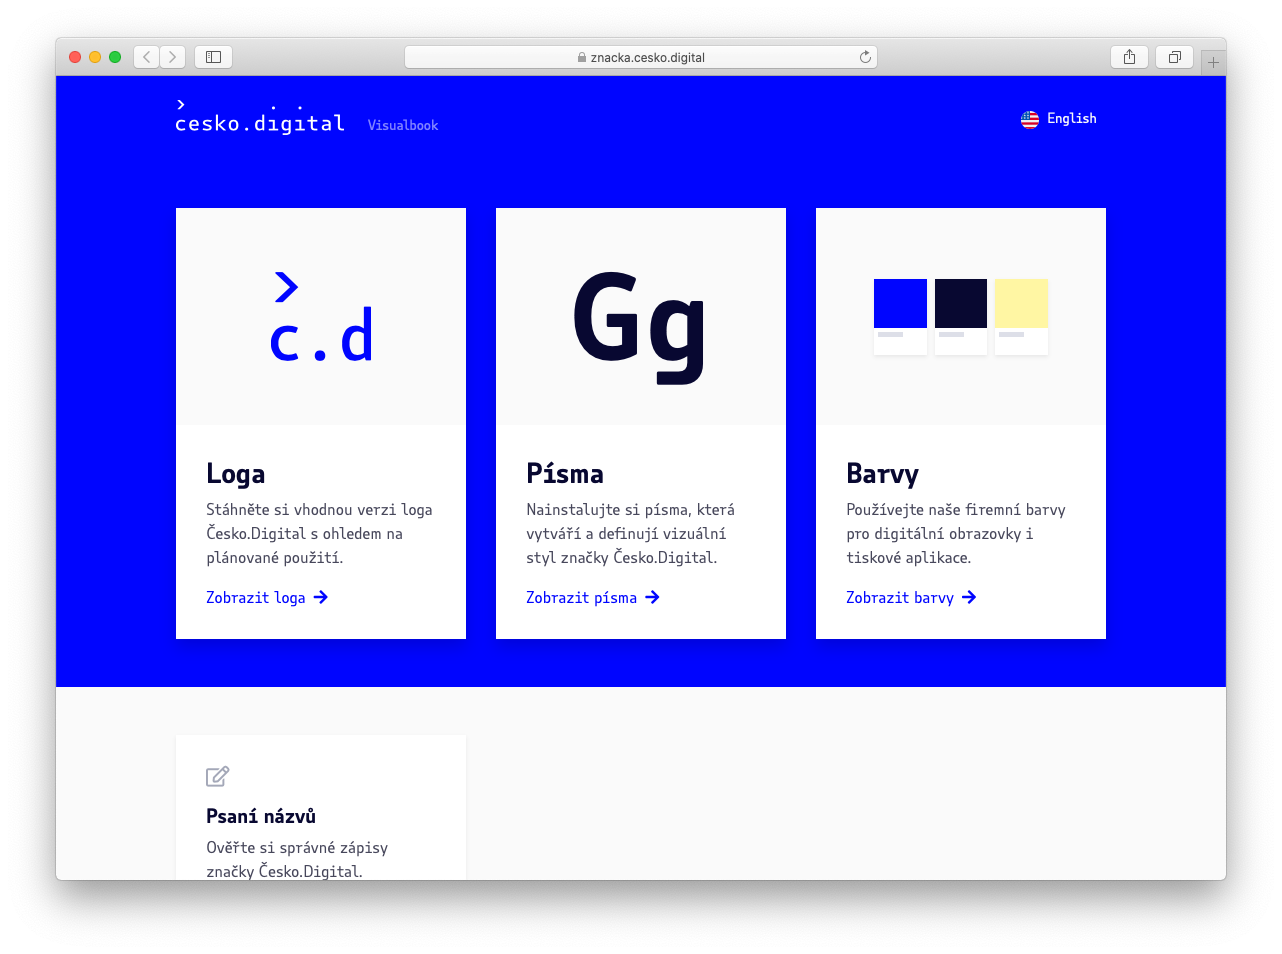 znacka.cesko.digital
cesko.digital
Visualbook
English
c.d
Gg
Loga
Stáhněte si vhodnou verzi loga
Česko.Digital s ohledem na
plánované použití.
Zobrazit loga
Písma
Nainstalujte si písma, která
vytváří a definují vizuální
styl značky Česko.Digital.
Zobrazit písma
Barvy
Používejte naše firemní barvy
pro digitální obrazovky i
tiskové aplikace.
Zobrazit barvy
Psaní názvů
Ověřte si správné zápisy
značky Česko.Digital.